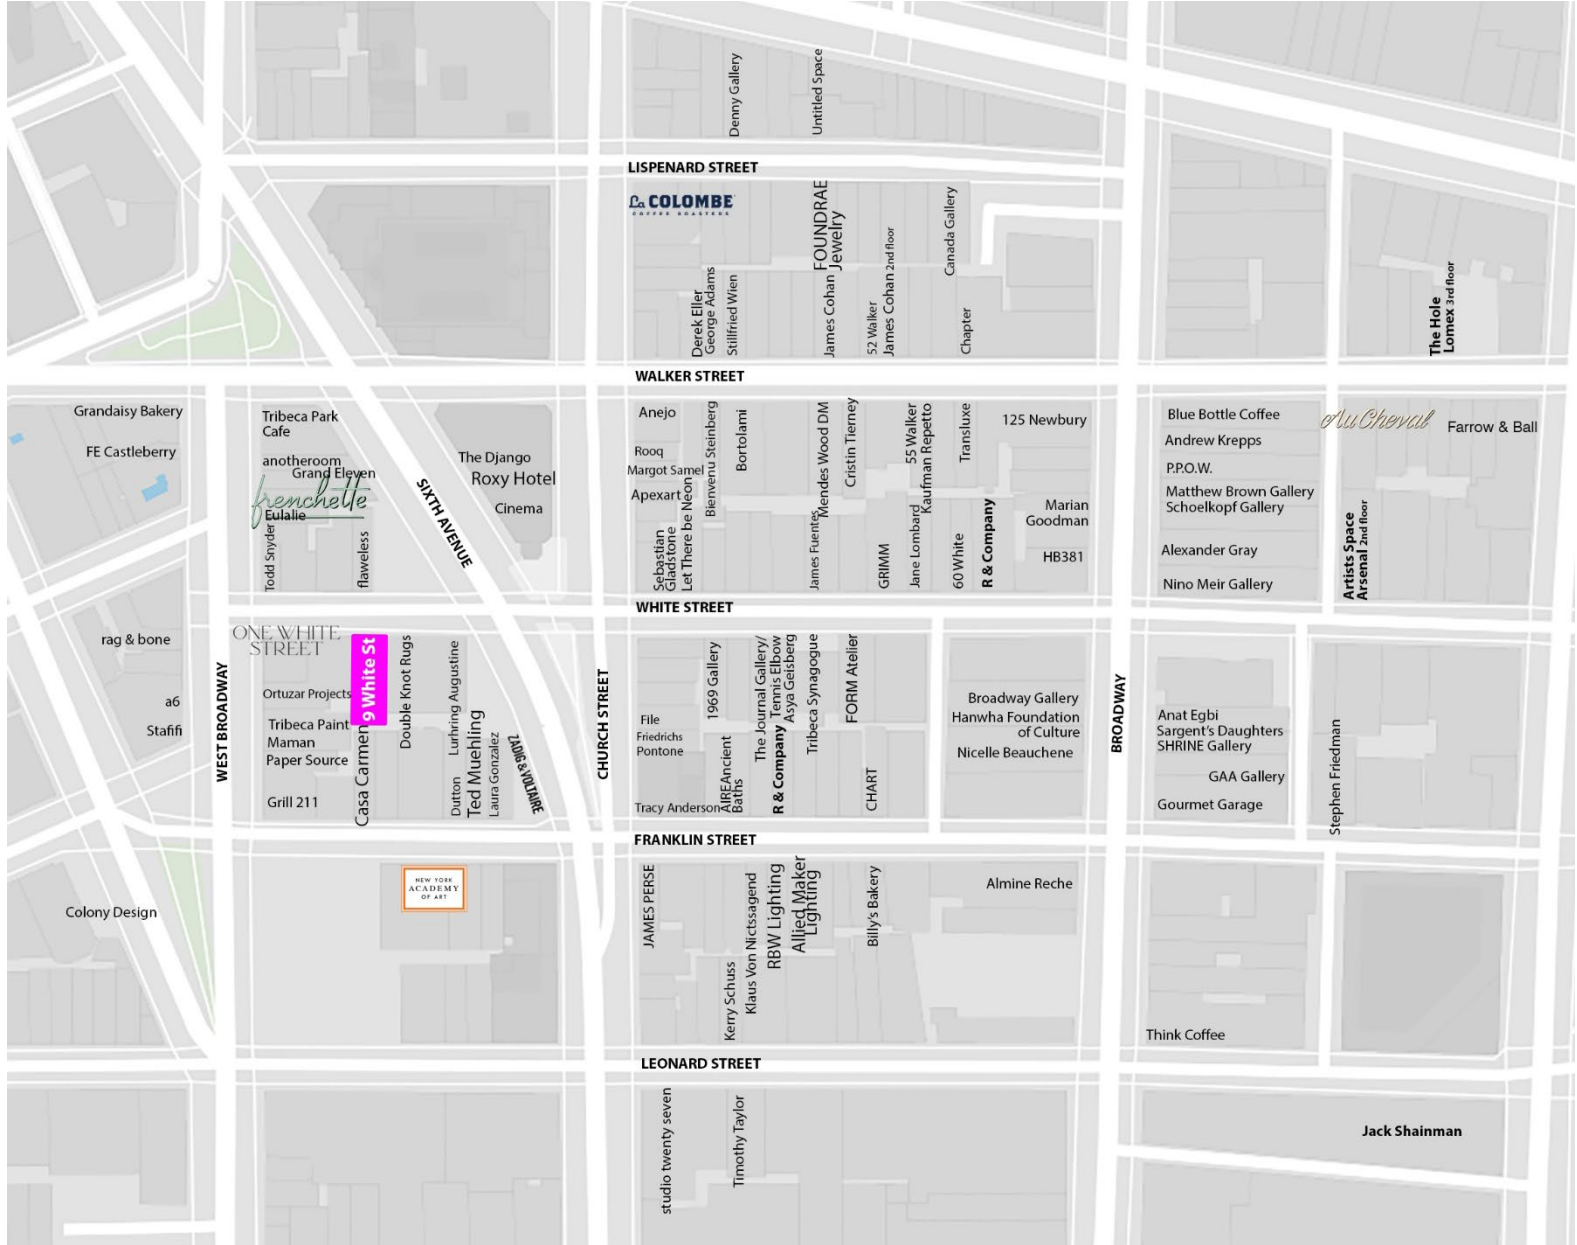 Denny Gallery
Untitled Space
LISPENARD STREET
La COLOMBE
COFFEE ROASTERS
FOUNDRAE
Jewelry
Canada Gallery
Derek Eller
George Adams
Stillfried Wien
James Cohan
52 Walker
James Cohan 2nd floor
Chapter
The Hole
Lomex 3rd floor
WALKER STREET
Grandaisy Bakery
FE Castleberry
Tribeca Park
Cafe
anotheroom
Grand Eleven
frenchette
Eulalie
Todd Snyder
flaweless
SIXTH AVENUE
The Django
Roxy Hotel
Cinema
Anejo
Rooq
Margot Samel
Apexart
Sebastian
Gladstone
Let There be Neon
Bienvenu Steinberg
Bortolami
James Fuentes
Mendes Wood DM
Cristin Tierney
GRIMM
55 Walker
Kaufman Repetto
Jane Lombard
Transluxe
60 White
R & Company
125 Newbury
Marian
Goodman
HB381
Blue Bottle Coffee
Andrew Krepps
P.P.O.W.
Matthew Brown Gallery
Schoelkopf Gallery
Alexander Gray
Nino Meir Gallery
Au Cheval
Farrow & Ball
Artists Space
Arsenal 2nd floor
WHITE STREET
rag & bone
a6
Stafifi
WEST BROADWAY
ONE WHITE
STREET
Ortuzar Projects
Tribeca Paint
Maman
Paper Source
Grill 211
9 White St
Casa Carmen
Double Knot Rugs
Lurhring Augustine
Dutton
Ted Muehling
Laura Gonzalez
ZADIG & VOLTAIRE
CHURCH STREET
File
Friedrichs
Pontone
Tracy Anderson
1969 Gallery
AIREAncient
Baths
The Journal Gallery/
Tennis Elbow
R & Company
Asya Geisberg
Tribeca Synagogue
FORM Atelier
CHART
Broadway Gallery
Hanwha Foundation
of Culture
Nicelle Beauchene
BROADWAY
Anat Egbi
Sargent's Daughters
SHRINE Gallery
GAA Gallery
Gourmet Garage
Stephen Friedman
FRANKLIN STREET
Colony Design
NEW YORK
ACADEMY
OF ART
JAMES PERSE
Kerry Schuss
Klaus Von Nictssagend
RBW Lighting
Allied Maker
Lighting
Billy's Bakery
Almine Reche
Think Coffee
LEONARD STREET
studio twenty seven
Timothy Taylor
Jack Shainman